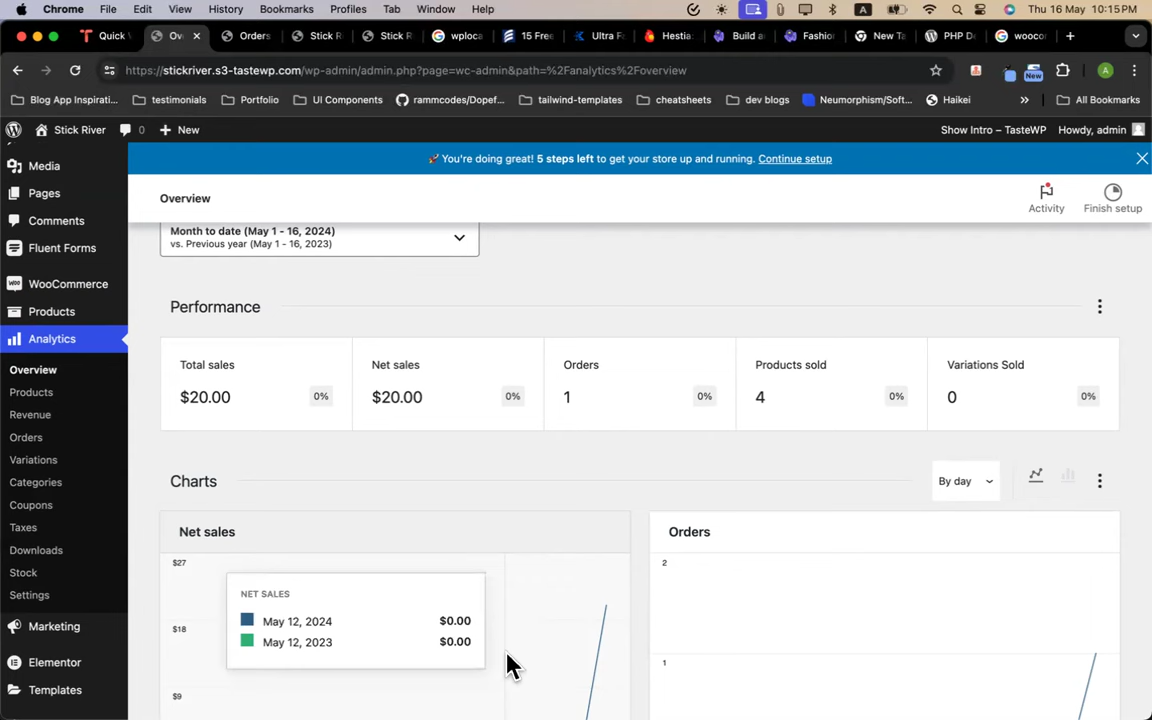 Chrome File Edit View History Bookmarks Profiles Tab Window Help A Thu 16 May 10:15 PM
Quick V Ov Orders Stick R Stick R wploca 15 Free Ultra F Hestia: Build an Fashion New Ta PHP Do woocor
https://stickriver.s3-tastewp.com/wp-admin/admin.php?page=wc-admin&path=%2Fanalytics%2Foverview New A
Blog App Inspirati... testimonials Portfolio UI Components rammcodes/Dopef... tailwind-templates cheatsheets dev blogs Neumorphism/Soft... Haikei » All Bookmarks
Stick River 0 New Show Intro – TasteWP Howdy, admin
🚀 You're doing great! 5 steps left to get your store up and running. Continue setup
Media
Pages
Comments
Fluent Forms
WooCommerce
Products
Analytics
Overview
Products
Revenue
Orders
Variations
Categories
Coupons
Taxes
Downloads
Stock
Settings
Marketing
Elementor
Templates
Overview
Activity
Finish setup
Month to date (May 1 - 16, 2024)
vs. Previous year (May 1 - 16, 2023)
Performance
Total sales Net sales Orders Products sold Variations Sold
$20.00 0% $20.00 0% 1 0% 4 0% 0 0%
Charts By day
Net sales Orders
$27
$18
$9
NET SALES
May 12, 2024 $0.00
May 12, 2023 $0.00
2
1